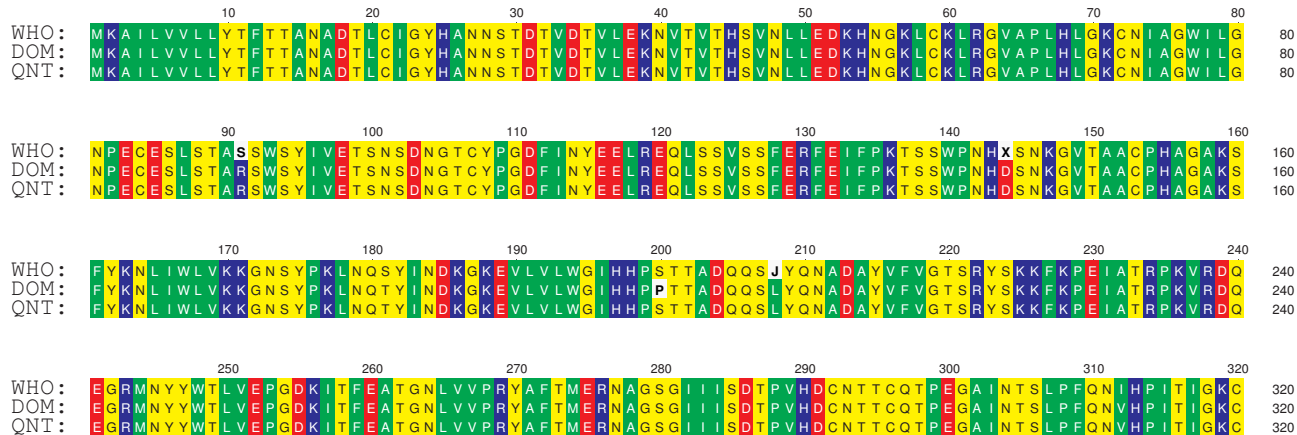 10 20 30 40 50 60 70 80
WHO: MKAILVVLLYTFTTANADTLCIGYHANNSTDTVDTVLEKNVTVTHSVNLLEDKHNGKLCKLRGVAPLHLGKCNIAGWILG 80
DOM: MKAILVVLLYTFTTANADTLCIGYHANNSTDTVDTVLEKNVTVTHSVNLLEDKHNGKLCKLRGVAPLHLGKCNIAGWILG 80
QNT: MKAILVVLLYTFTTANADTLCIGYHANNSTDTVDTVLEKNVTVTHSVNLLEDKHNGKLCKLRGVAPLHLGKCNIAGWILG 80
90 100 110 120 130 140 150 160
WHO: NPECESLSTASSWSYIVETSNSDNGTCYPGDFINYEELREQLSSVSSFERFEIFPKTSSWPNHXSNKGVTAACPHAGAKS 160
DOM: NPECESLSTARSWSYIVETSNSDNGTCYPGDFINYEELREQLSSVSSFERFEIFPKTSSWPNHDSNKGVTAACPHAGAKS 160
QNT: NPECESLSTARSWSYIVETSNSDNGTCYPGDFINYEELREQLSSVSSFERFEIFPKTSSWPNHDSNKGVTAACPHAGAKS 160
170 180 190 200 210 220 230 240
WHO: FYKNLIWLVKKGNSYPKLNQSYINDKGKEVLVLWGIHHPSTTADQQSJYQNADAYVFVGTSRYSKKFKPEIATRPKVRDQ 240
DOM: FYKNLIWLVKKGNSYPKLNQTYINDKGKEVLVLWGIHHPPTTADQQSLYQNADAYVFVGTSRYSKKFKPEIATRPKVRDQ 240
QNT: FYKNLIWLVKKGNSYPKLNQTYINDKGKEVLVLWGIHHPSTTADQQSLYQNADAYVFVGTSRYSKKFKPEIATRPKVRDQ 240
250 260 270 280 290 300 310 320
WHO: EGRMNYYWTLVEPGDKITFEATGNLVVPRYAFTMERNAGSGIIISDTPVHDCNTTCQTPEGAINTSLPFQNIHPITIGKC 320
DOM: EGRMNYYWTLVEPGDKITFEATGNLVVPRYAFTMERNAGSGIIISDTPVHDCNTTCQTPEGAINTSLPFQNVHPITIGKC 320
QNT: EGRMNYYWTLVEPGDKITFEATGNLVVPRYAFTMERNAGSGIIISDTPVHDCNTTCQTPEGAINTSLPFQNVHPITIGKC 320